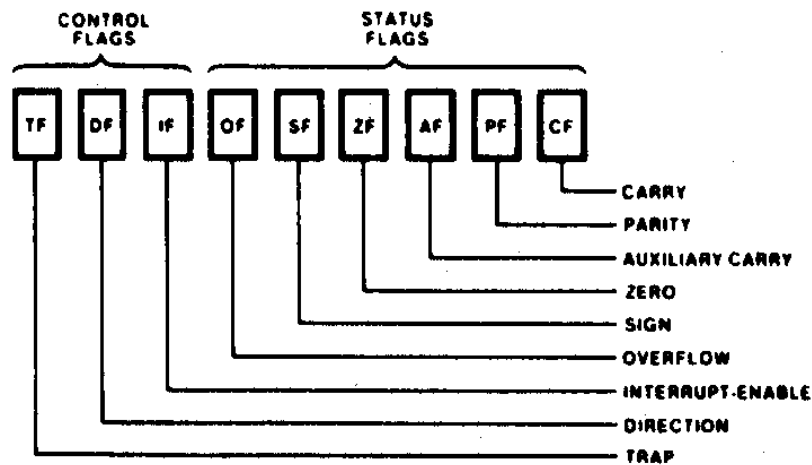 CONTROL
FLAGS
STATUS
FLAGS
TF DF IF OF SF ZF AF PF CF
CARRY
PARITY
AUXILIARY CARRY
ZERO
SIGN
OVERFLOW
INTERRUPT-ENABLE
DIRECTION
TRAP